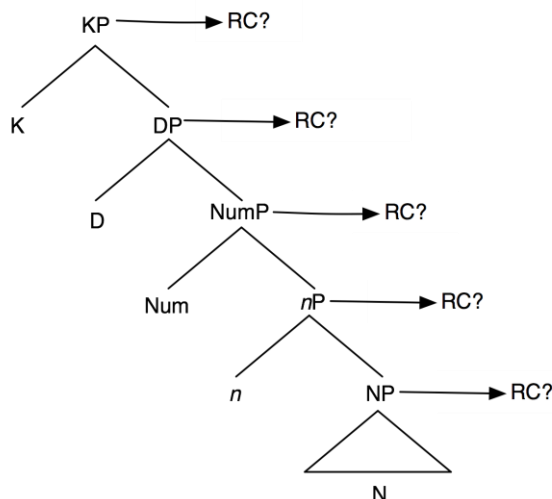 KP RC?
K DP RC?
D NumP RC?
Num nP RC?
n NP RC?
N